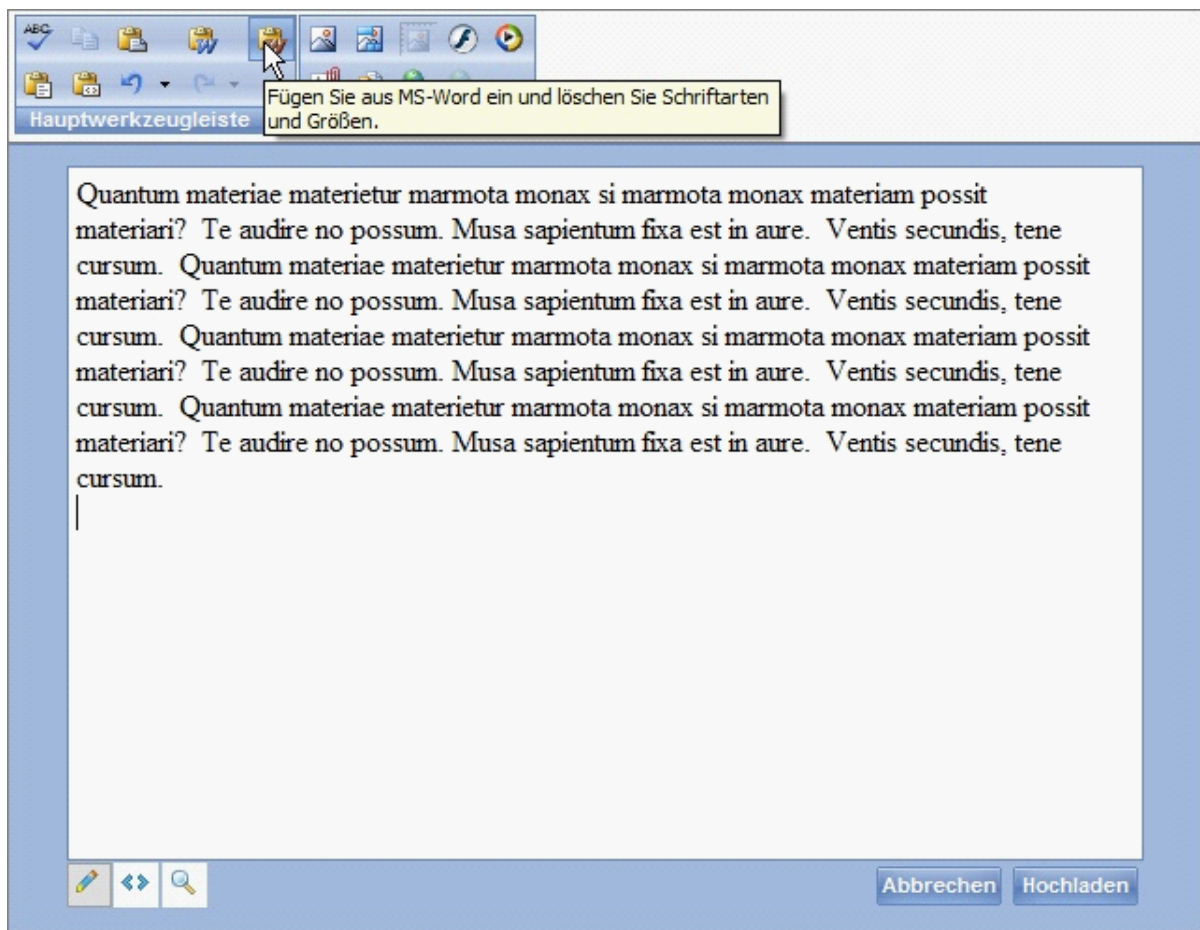 ABC
Fügen Sie aus MS-Word ein und löschen Sie Schriftarten
und Größen.
Hauptwerkzeugleiste
Quantum materiae materietur marmota monax si marmota monax materiam possit
materiari?  Te audire no possum. Musa sapientum fixa est in aure.  Ventis secundis, tene
cursum.  Quantum materiae materietur marmota monax si marmota monax materiam possit
materiari?  Te audire no possum. Musa sapientum fixa est in aure.  Ventis secundis, tene
cursum.  Quantum materiae materietur marmota monax si marmota monax materiam possit
materiari?  Te audire no possum. Musa sapientum fixa est in aure.  Ventis secundis, tene
cursum.  Quantum materiae materietur marmota monax si marmota monax materiam possit
materiari?  Te audire no possum. Musa sapientum fixa est in aure.  Ventis secundis, tene
cursum.
Abbrechen Hochladen